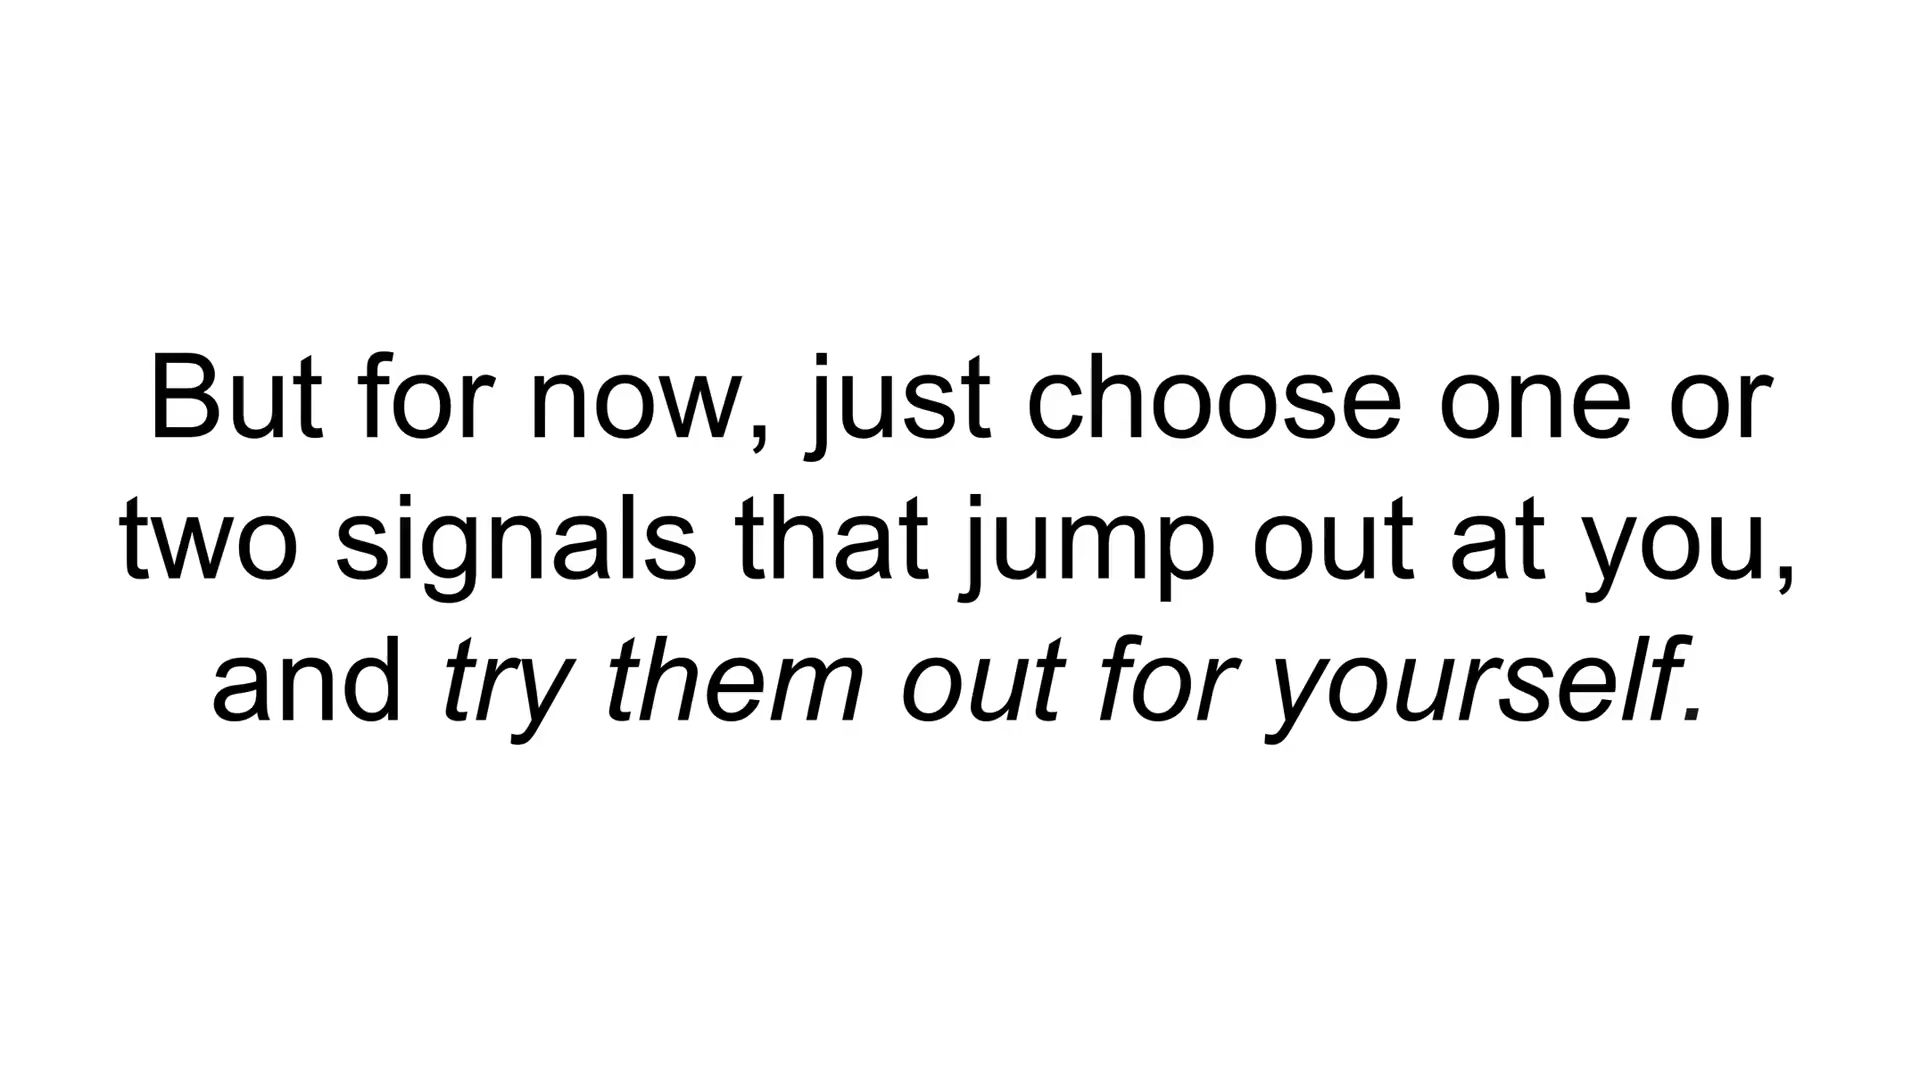 But for now, just choose one or
two signals that jump out at you,
and try them out for yourself.